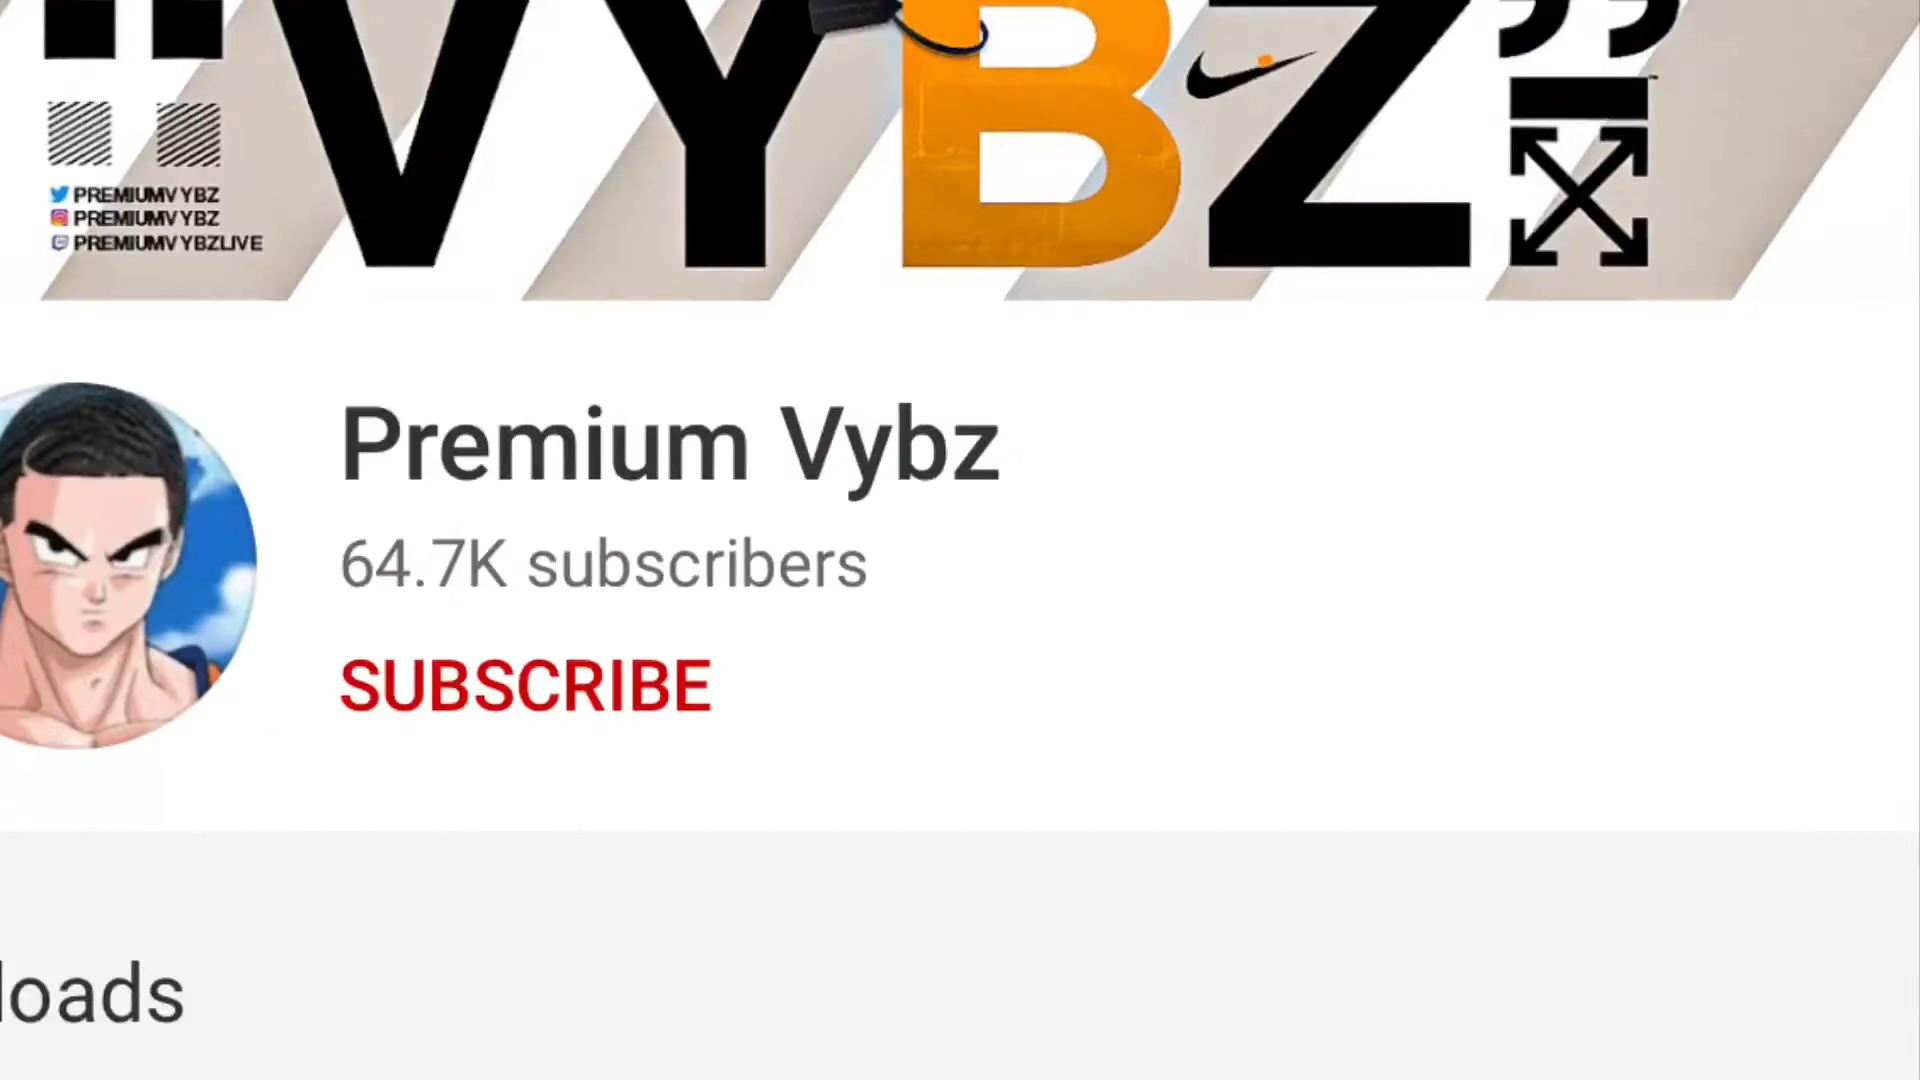 "VYBZ”
PREMIUMVYBZ
PREMIUMVYBZ
PREMIUMVYBZLIVE
Premium Vybz
64.7K subscribers
SUBSCRIBE
loads